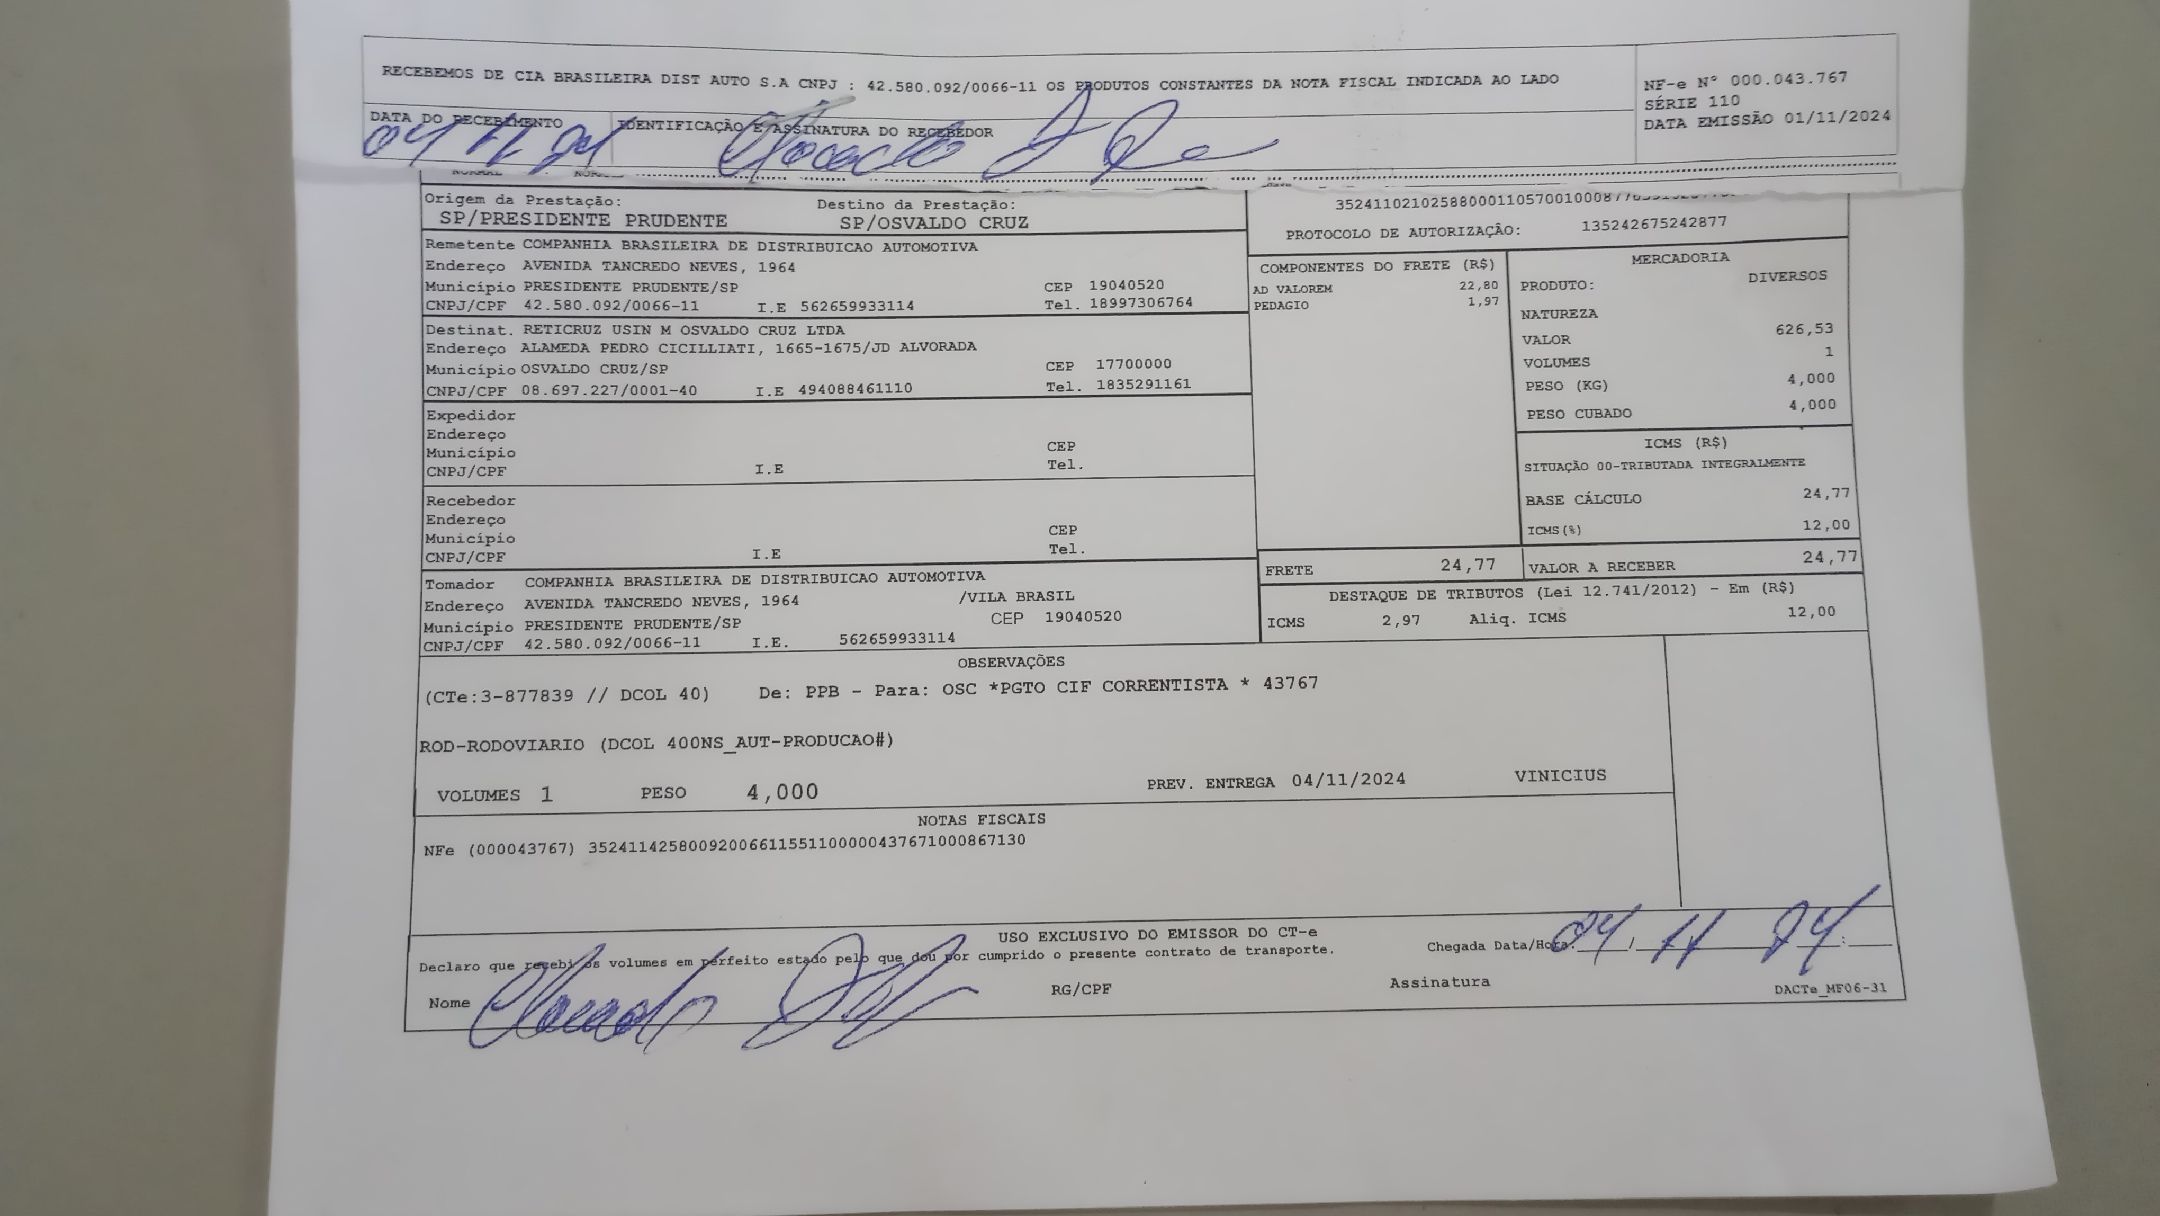 RECEBEMOS DE CIA BRASILEIRA DIST AUTO S.A CNPJ : 42.580.092/0066-11 OS PRODUTOS CONSTANTES DA NOTA FISCAL INDICADA AO LADO
NF-e Nº 000.043.767
SÉRIE 110
DATA EMISSÃO 01/11/2024
DATA DO RECEBIMENTO IDENTIFICAÇÃO E ASSINATURA DO RECEBEDOR
04 11 24
Origem da Prestação: Destino da Prestação:
SP/PRESIDENTE PRUDENTE SP/OSVALDO CRUZ
PROTOCOLO DE AUTORIZAÇÃO: 135242675242877
Remetente COMPANHIA BRASILEIRA DE DISTRIBUICAO AUTOMOTIVA
Endereço AVENIDA TANCREDO NEVES, 1964
Município PRESIDENTE PRUDENTE/SP CEP 19040520
CNPJ/CPF 42.580.092/0066-11 I.E 562659933114 Tel. 18997306764
Destinat. RETICRUZ USIN M OSVALDO CRUZ LTDA
Endereço ALAMEDA PEDRO CICILLIATI, 1665-1675/JD ALVORADA
Município OSVALDO CRUZ/SP CEP 17700000
CNPJ/CPF 08.697.227/0001-40 I.E 494088461110 Tel. 1835291161
Expedidor
Endereço
Município CEP
CNPJ/CPF I.E Tel.
Recebedor
Endereço
Município CEP
CNPJ/CPF I.E Tel.
Tomador COMPANHIA BRASILEIRA DE DISTRIBUICAO AUTOMOTIVA
Endereço AVENIDA TANCREDO NEVES, 1964 /VILA BRASIL
Município PRESIDENTE PRUDENTE/SP CEP 19040520
CNPJ/CPF 42.580.092/0066-11 I.E. 562659933114
COMPONENTES DO FRETE (R$)
AD VALOREM 22,80
PEDAGIO 1,97
MERCADORIA
PRODUTO: DIVERSOS
NATUREZA
VALOR 626,53
VOLUMES 1
PESO (KG) 4,000
PESO CUBADO 4,000
ICMS (R$)
SITUAÇÃO 00-TRIBUTADA INTEGRALMENTE
BASE CÁLCULO 24,77
ICMS(%) 12,00
FRETE 24,77 VALOR A RECEBER 24,77
DESTAQUE DE TRIBUTOS (Lei 12.741/2012) - Em (R$)
ICMS 2,97 Aliq. ICMS 12,00
OBSERVAÇÕES
(CTe:3-877839 // DCOL 40) De: PPB - Para: OSC *PGTO CIF CORRENTISTA * 43767
ROD-RODOVIARIO (DCOL 400NS_AUT-PRODUCAO#)
VOLUMES 1 PESO 4,000 PREV. ENTREGA 04/11/2024 VINICIUS
NOTAS FISCAIS
NFe (000043767) 35241142580092006611551100000437671000867130
USO EXCLUSIVO DO EMISSOR DO CT-e
Declaro que recebi os volumes em perfeito estado pelo que dou por cumprido o presente contrato de transporte.
Chegada Data/Hora: 04/ 11 24
Nome RG/CPF Assinatura
DACTe_MF06-31